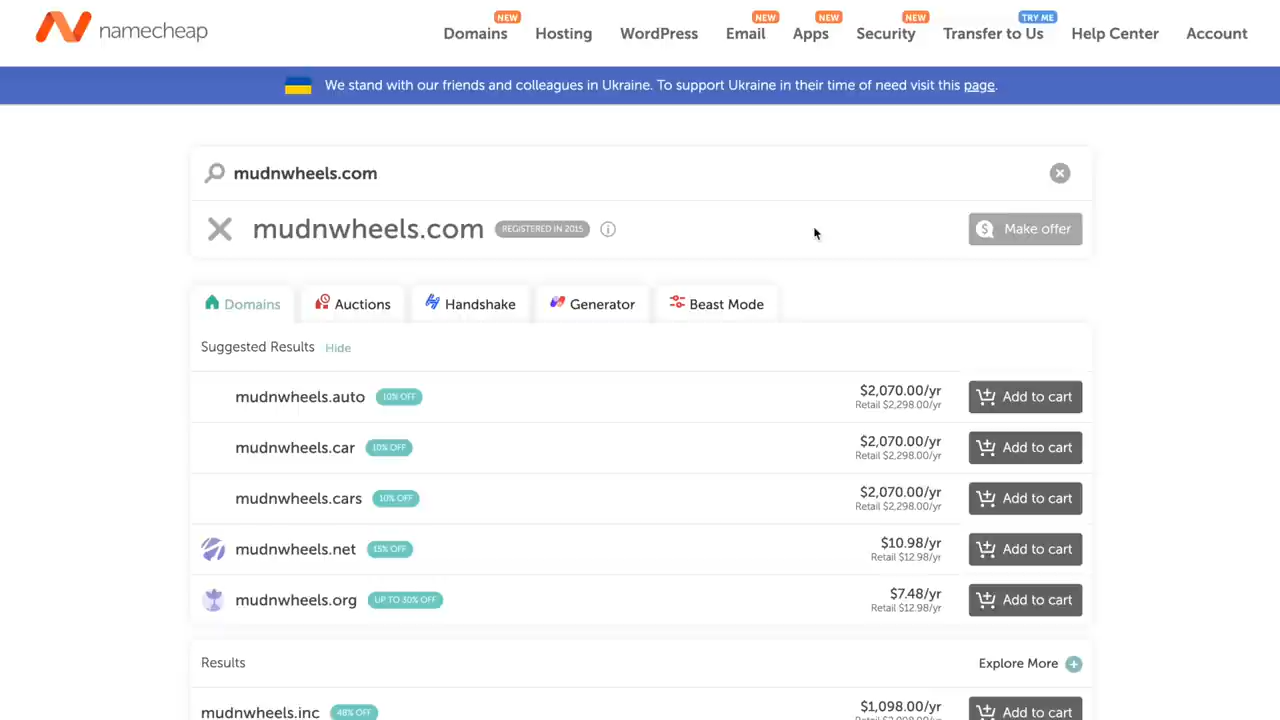 namecheap
Domains NEW
Hosting
WordPress
Email NEW
Apps NEW
Security NEW
Transfer to Us TRY ME
Help Center
Account
We stand with our friends and colleagues in Ukraine. To support Ukraine in their time of need visit this page.
mudnwheels.com
mudnwheels.com REGISTERED IN 2015 Make offer
Domains Auctions Handshake Generator Beast Mode
Suggested Results Hide
mudnwheels.auto 10% OFF $2,070.00/yr Add to cart
Retail $2,298.00/yr
mudnwheels.car 10% OFF $2,070.00/yr Add to cart
Retail $2,298.00/yr
mudnwheels.cars 10% OFF $2,070.00/yr Add to cart
Retail $2,298.00/yr
mudnwheels.net 15% OFF $10.98/yr Add to cart
Retail $12.98/yr
mudnwheels.org UP TO 30% OFF $7.48/yr Add to cart
Retail $12.98/yr
Results Explore More
mudnwheels.inc 48% OFF $1,098.00/yr Add to cart